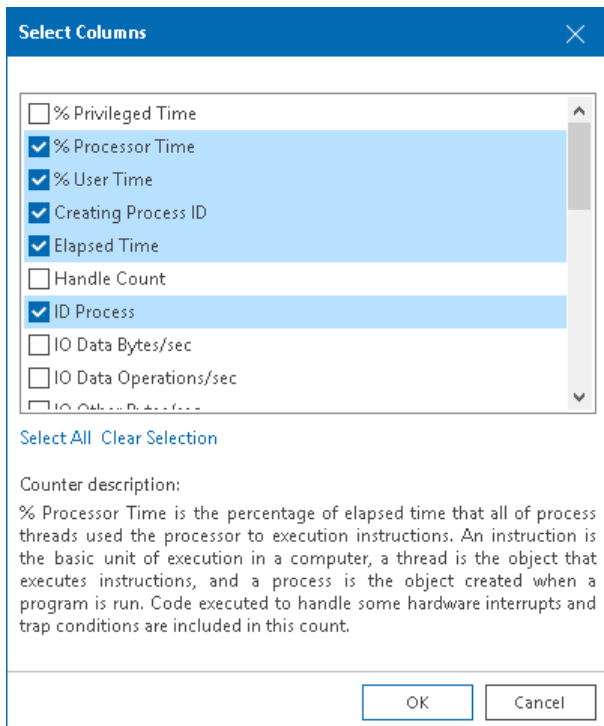 Select Columns
% Privileged Time
% Processor Time
% User Time
Creating Process ID
Elapsed Time
Handle Count
ID Process
IO Data Bytes/sec
IO Data Operations/sec
IO Other Bytes/sec
Select All Clear Selection
Counter description:
% Processor Time is the percentage of elapsed time that all of process
threads used the processor to execution instructions. An instruction is
the basic unit of execution in a computer, a thread is the object that
executes instructions, and a process is the object created when a
program is run. Code executed to handle some hardware interrupts and
trap conditions are included in this count.
OK Cancel